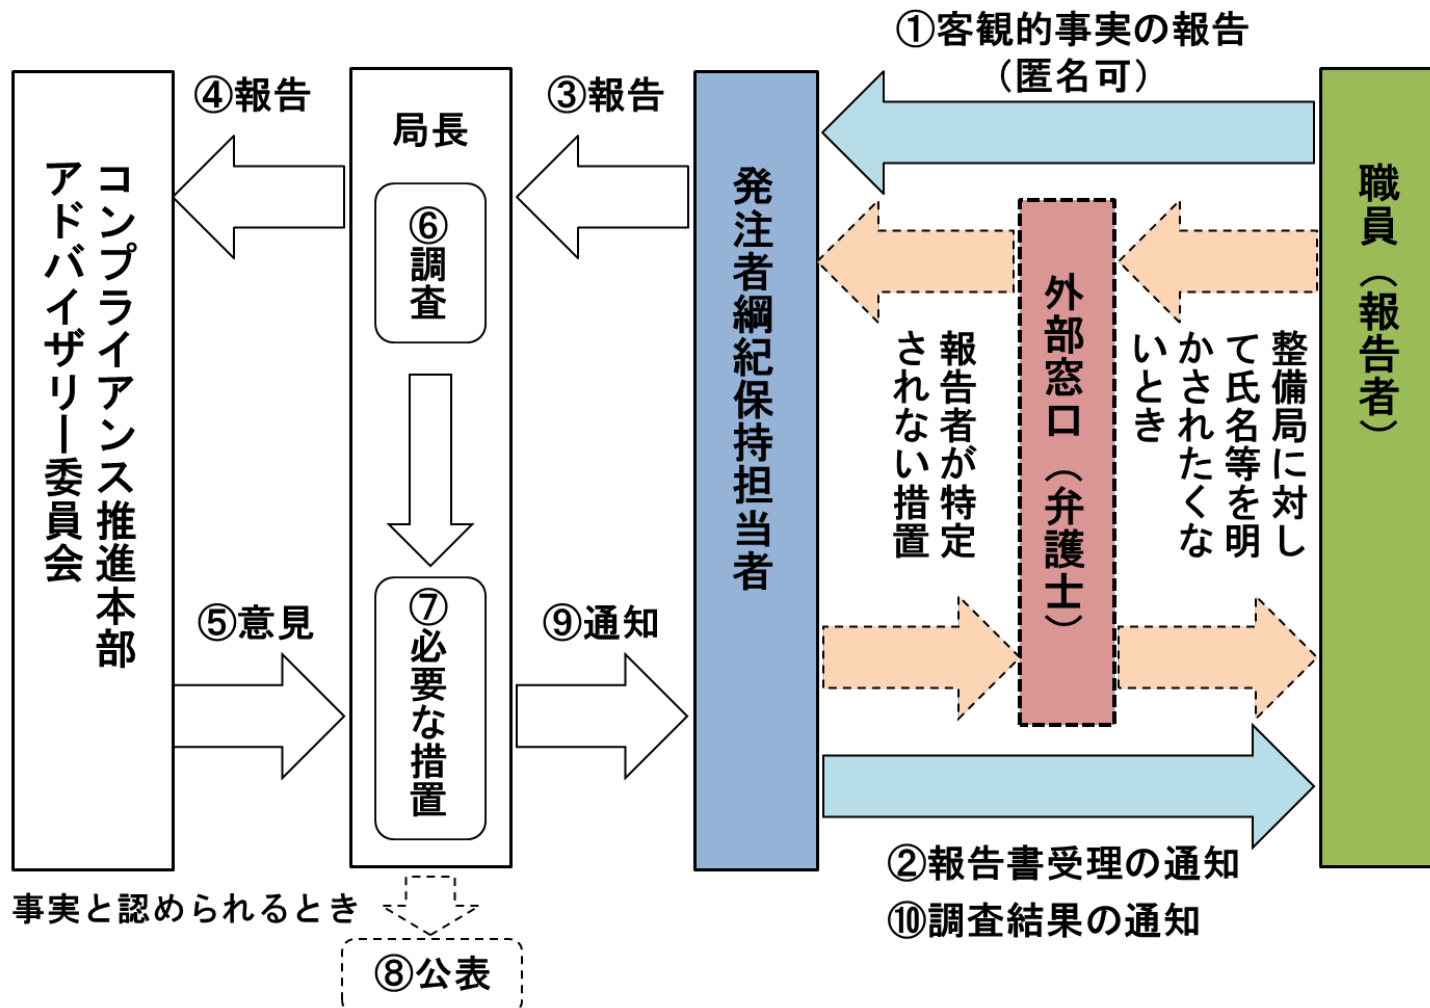 ①客観的事実の報告
（匿名可）
④報告
③報告
局長
⑥調査
コンプライアンス推進本部
アドバイザリー委員会
発注者綱紀保持担当者
外部窓口（弁護士）
職員（報告者）
整備局に対し
て氏名等を明
かされたくな
いとき
報告者が特定
されない措置
⑤意見
⑦必要な措置
⑨通知
②報告書受理の通知
⑩調査結果の通知
事実と認められるとき
⑧公表